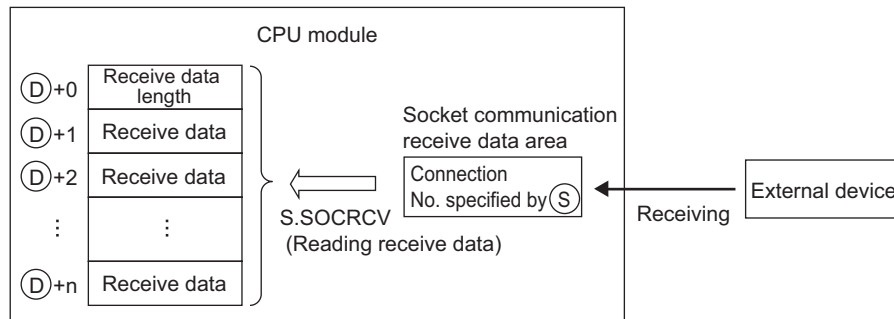 CPU module
D+0 Receive data length
D+1 Receive data
D+2 Receive data
⋮ ⋮
D+n Receive data
S.SOCRCV
(Reading receive data)
Socket communication
receive data area
Connection
No. specified by S
Receiving
External device